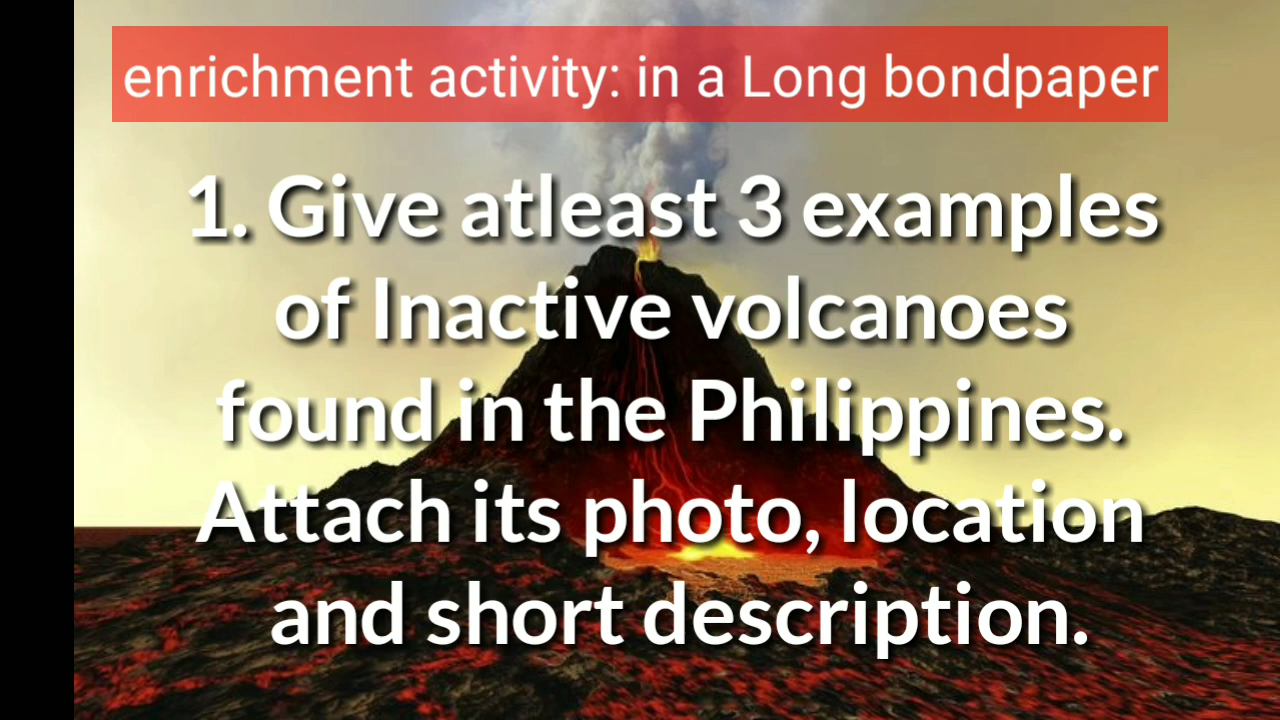 enrichment activity: in a Long bondpaper
1. Give atleast 3 examples
of Inactive volcanoes
found in the Philippines.
Attach its photo, location
and short description.